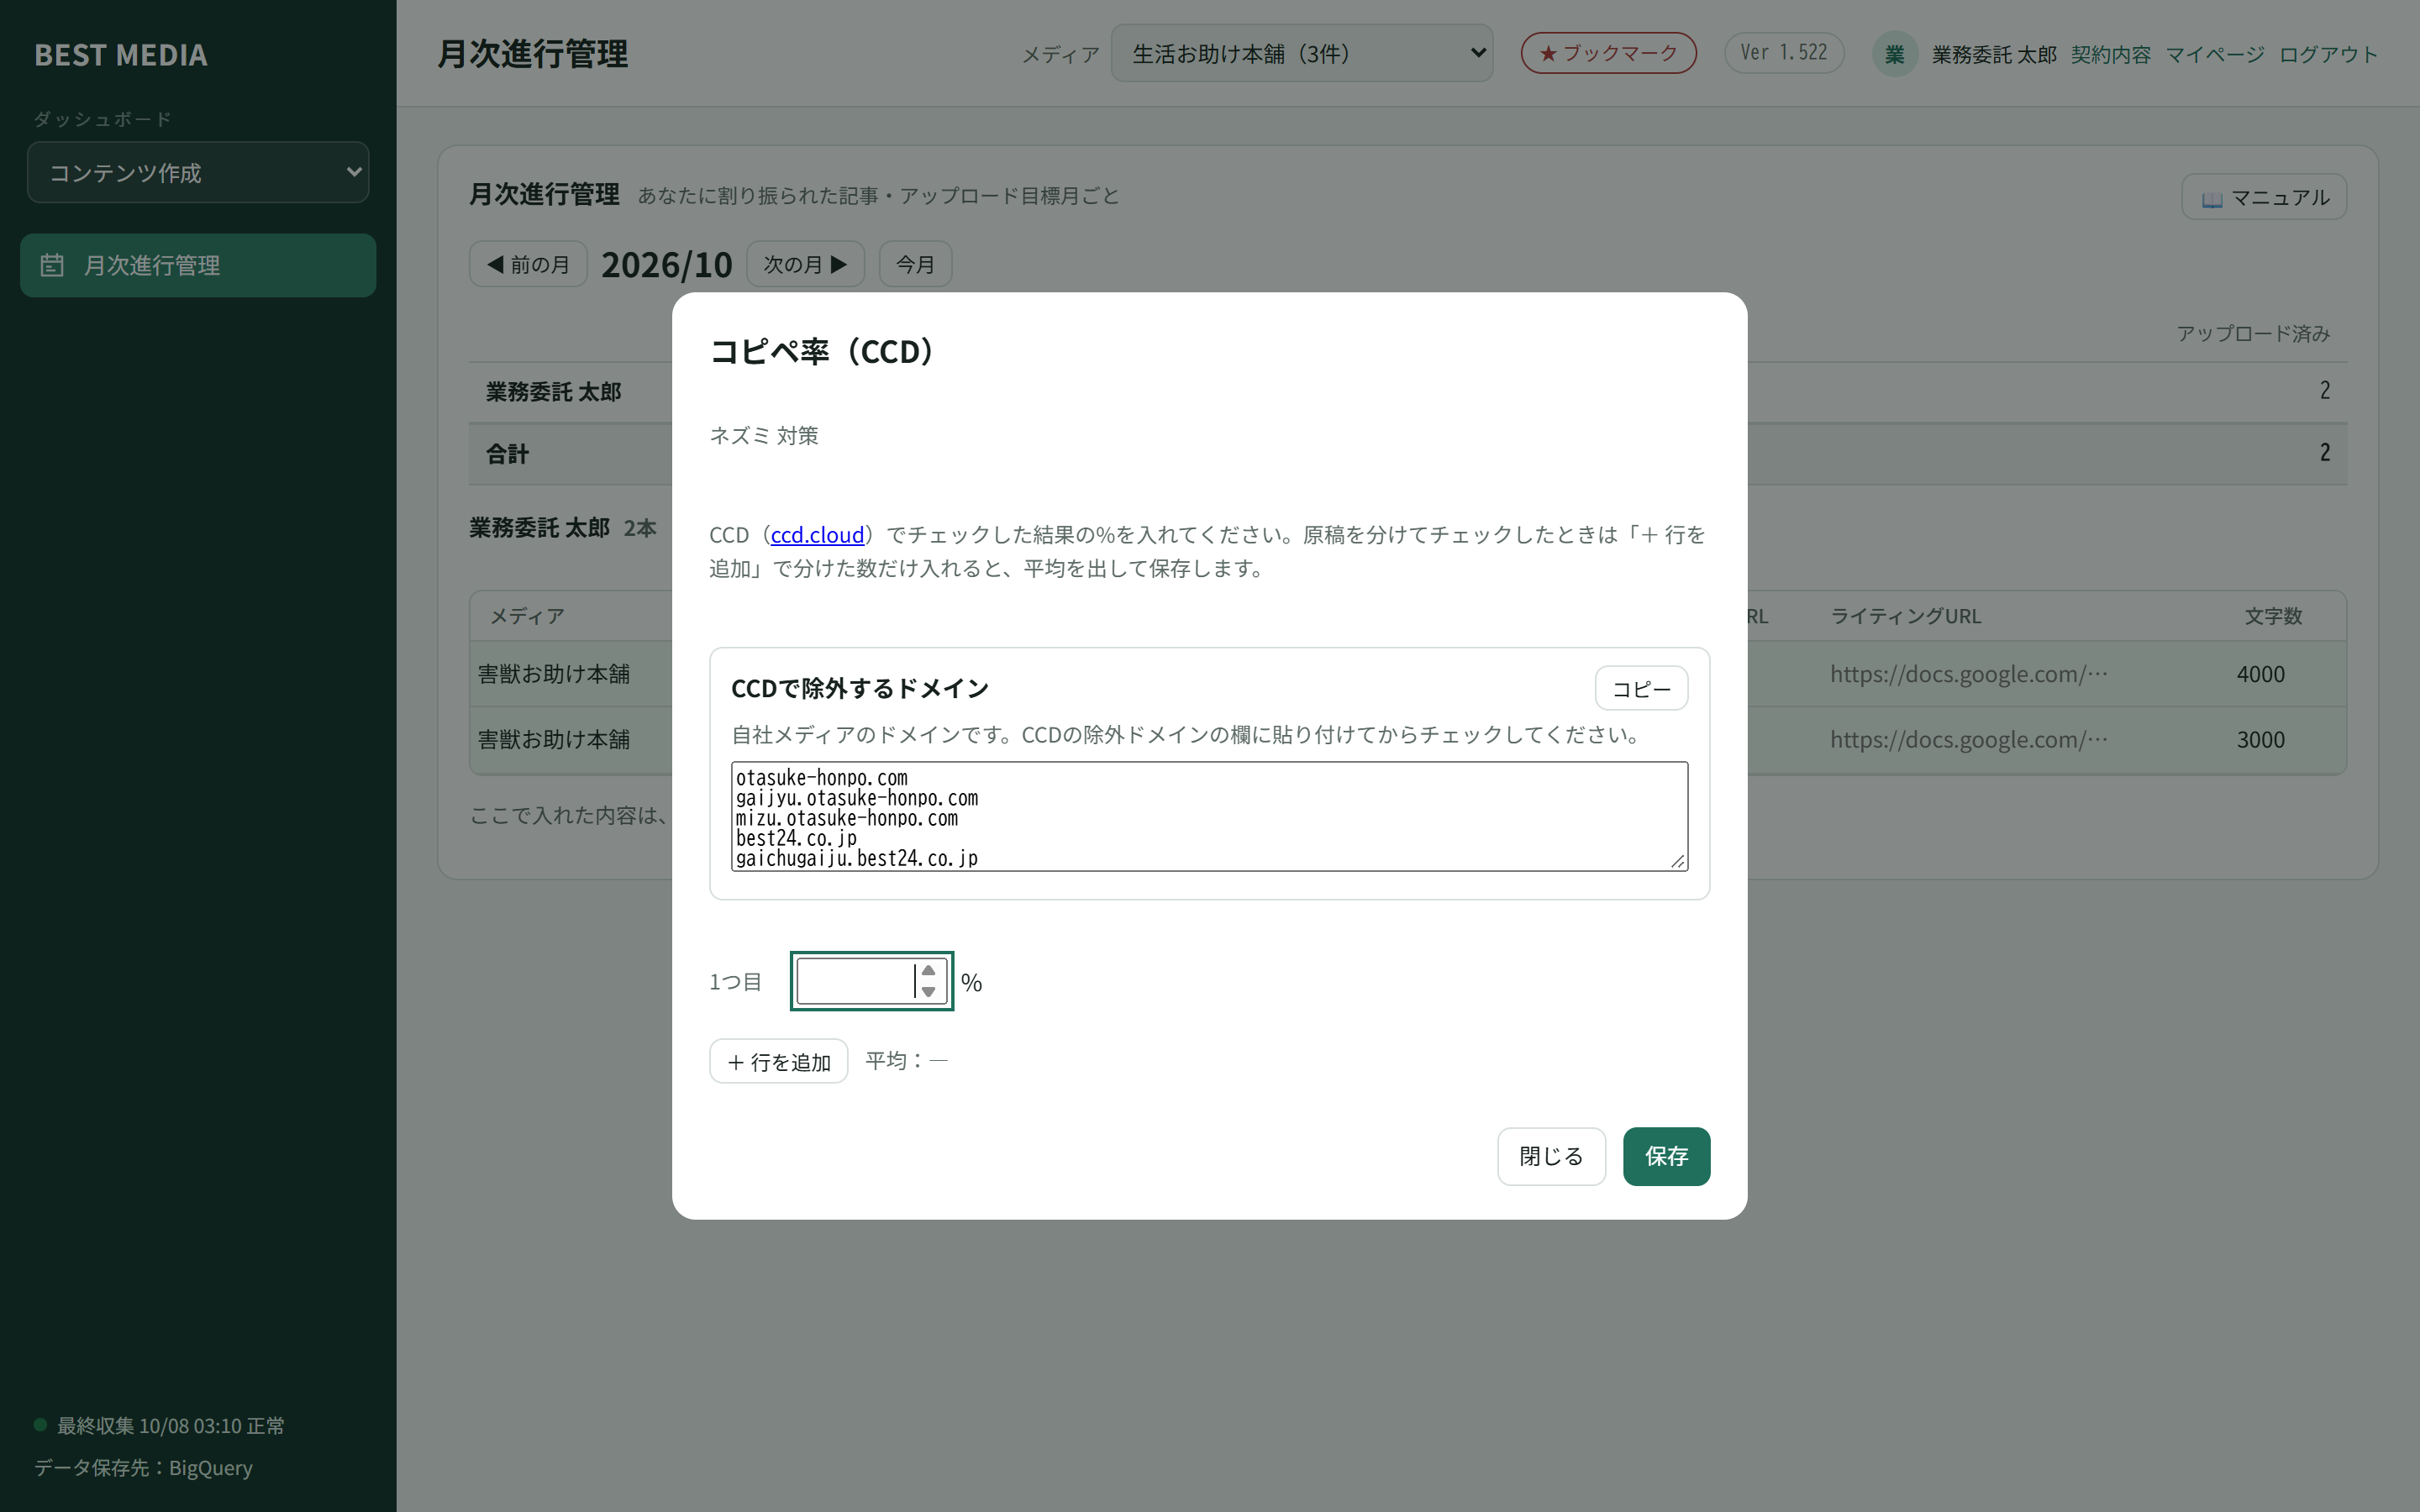 BEST MEDIA
ダッシュボード
コンテンツ作成
月次進行管理
最終収集 10/08 03:10 正常
データ保存先：BigQuery
月次進行管理
メディア
生活お助け本舗（3件）
★ ブックマーク
Ver 1.522
業
業務委託 太郎
契約内容
マイページ
ログアウト
月次進行管理 あなたに割り振られた記事・アップロード目標月ごと
📖 マニュアル
◀ 前の月
2026/10
次の月 ▶
今月
アップロード済み
業務委託 太郎 2
合計 2
業務委託 太郎 2本
メディア RL ライティングURL 文字数
害獣お助け本舗 https://docs.google.com/… 4000
害獣お助け本舗 https://docs.google.com/… 3000
ここで入れた内容は、
コピペ率（CCD）
ネズミ 対策
CCD（ccd.cloud）でチェックした結果の%を入れてください。原稿を分けてチェックしたときは「＋ 行を
追加」で分けた数だけ入れると、平均を出して保存します。
CCDで除外するドメイン
コピー
自社メディアのドメインです。CCDの除外ドメインの欄に貼り付けてからチェックしてください。
otasuke-honpo.com
gaijyu.otasuke-honpo.com
mizu.otasuke-honpo.com
best24.co.jp
gaichugaiju.best24.co.jp
1つ目 %
＋ 行を追加
平均：—
閉じる
保存